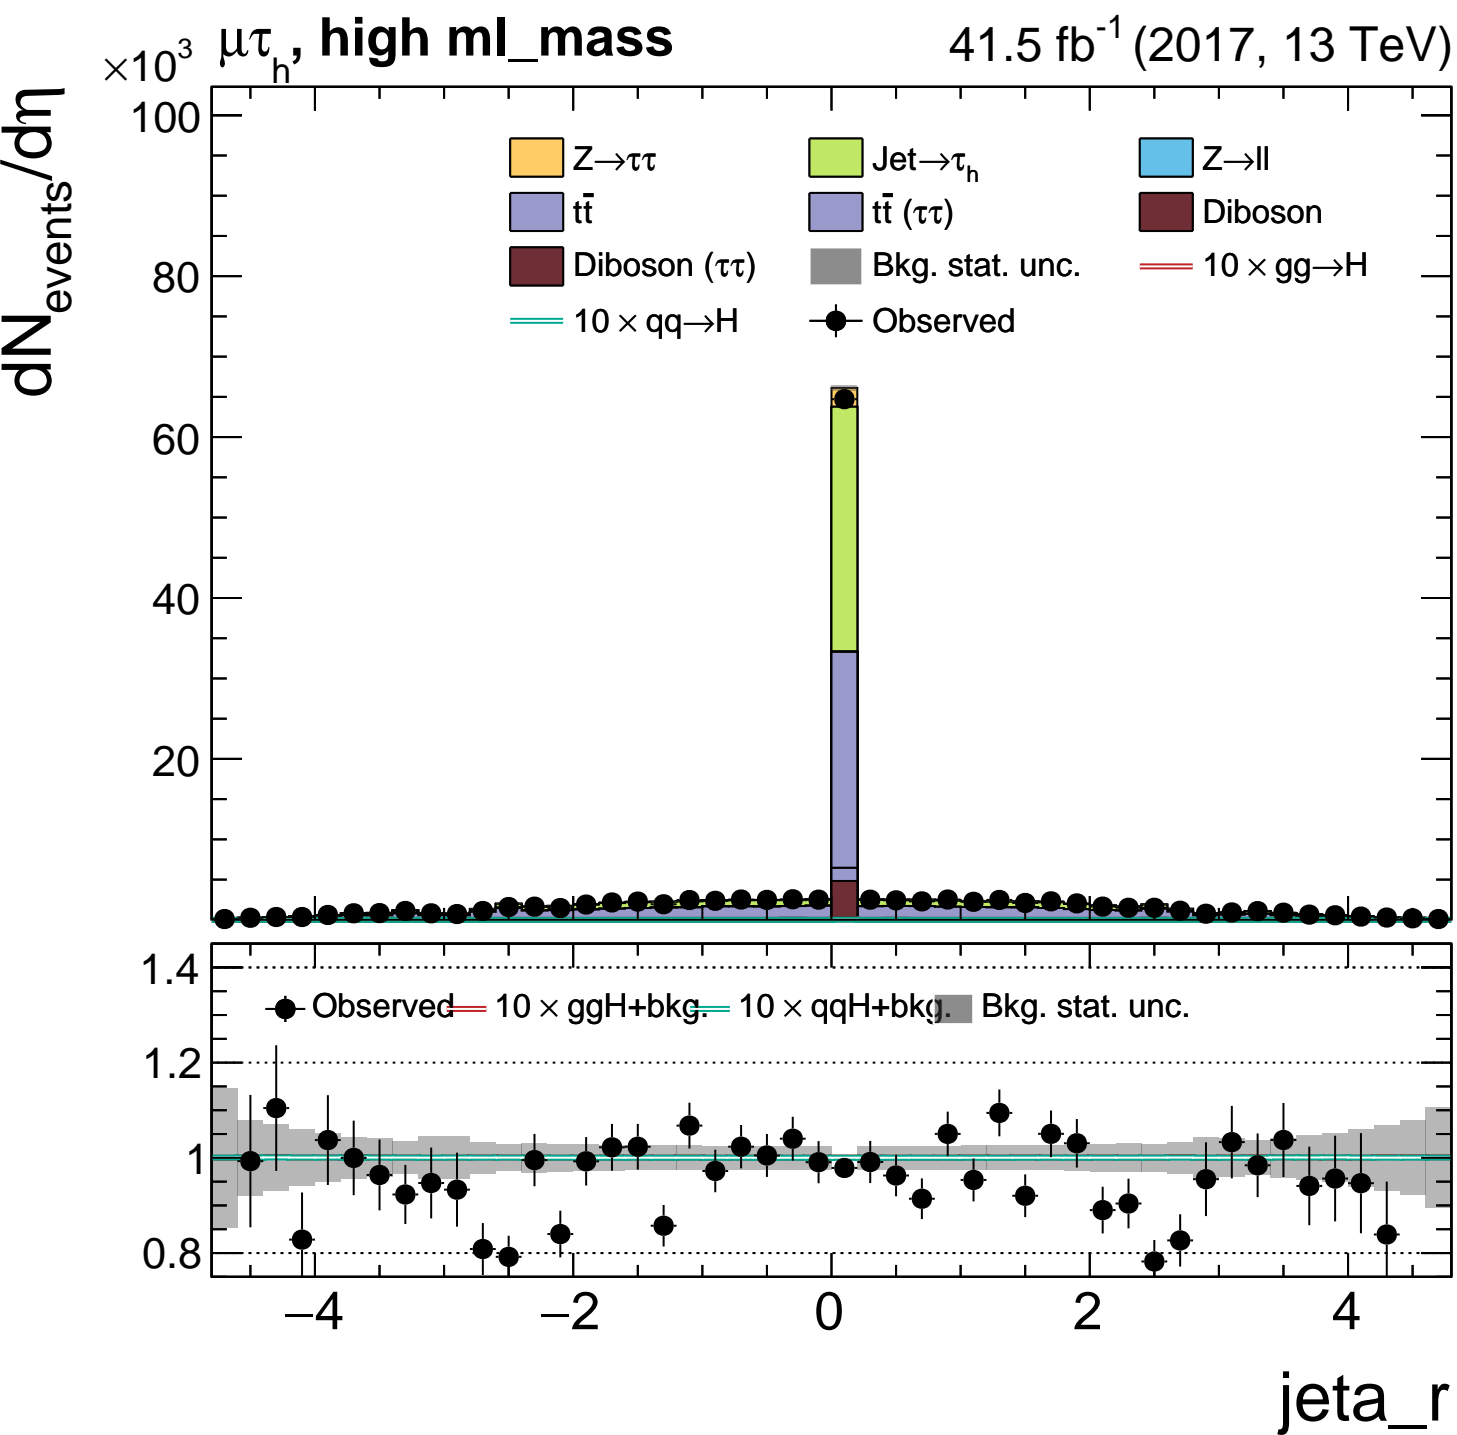 ×10³ μτₕ, high ml_mass 41.5 fb⁻¹ (2017, 13 TeV)
dN_events/dη
100
80
60
40
20
Z→ττ Jet→τₕ Z→ll
tt̄ tt̄ (ττ) Diboson
Diboson (ττ) Bkg. stat. unc. 10 × gg→H
10 × qq→H Observed
1.4
1.2
1
0.8
Observed 10 × ggH+bkg. 10 × qqH+bkg. Bkg. stat. unc.
−4 −2 0 2 4
jeta_r